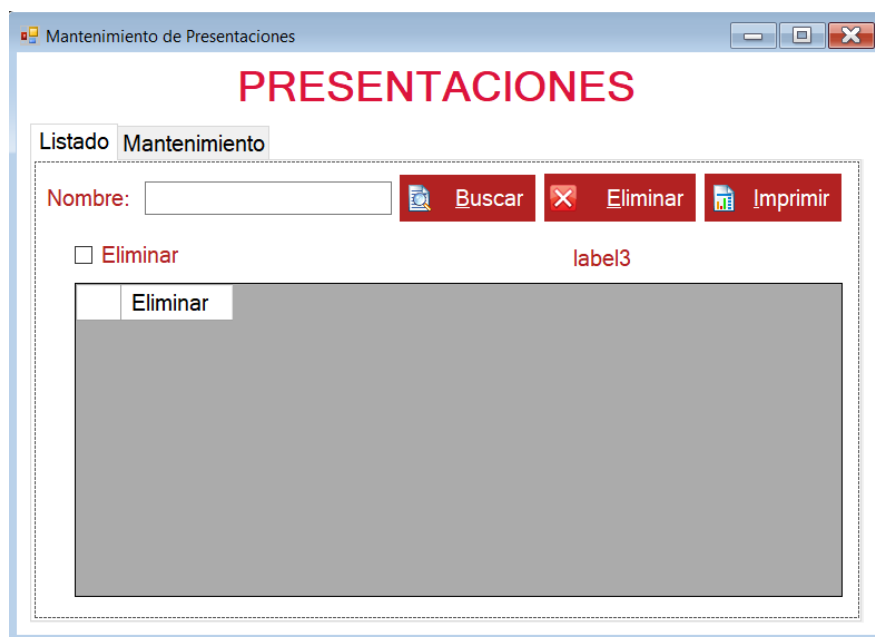 Mantenimiento de Presentaciones
PRESENTACIONES
Listado Mantenimiento
Nombre: Buscar Eliminar Imprimir
Eliminar label3
Eliminar